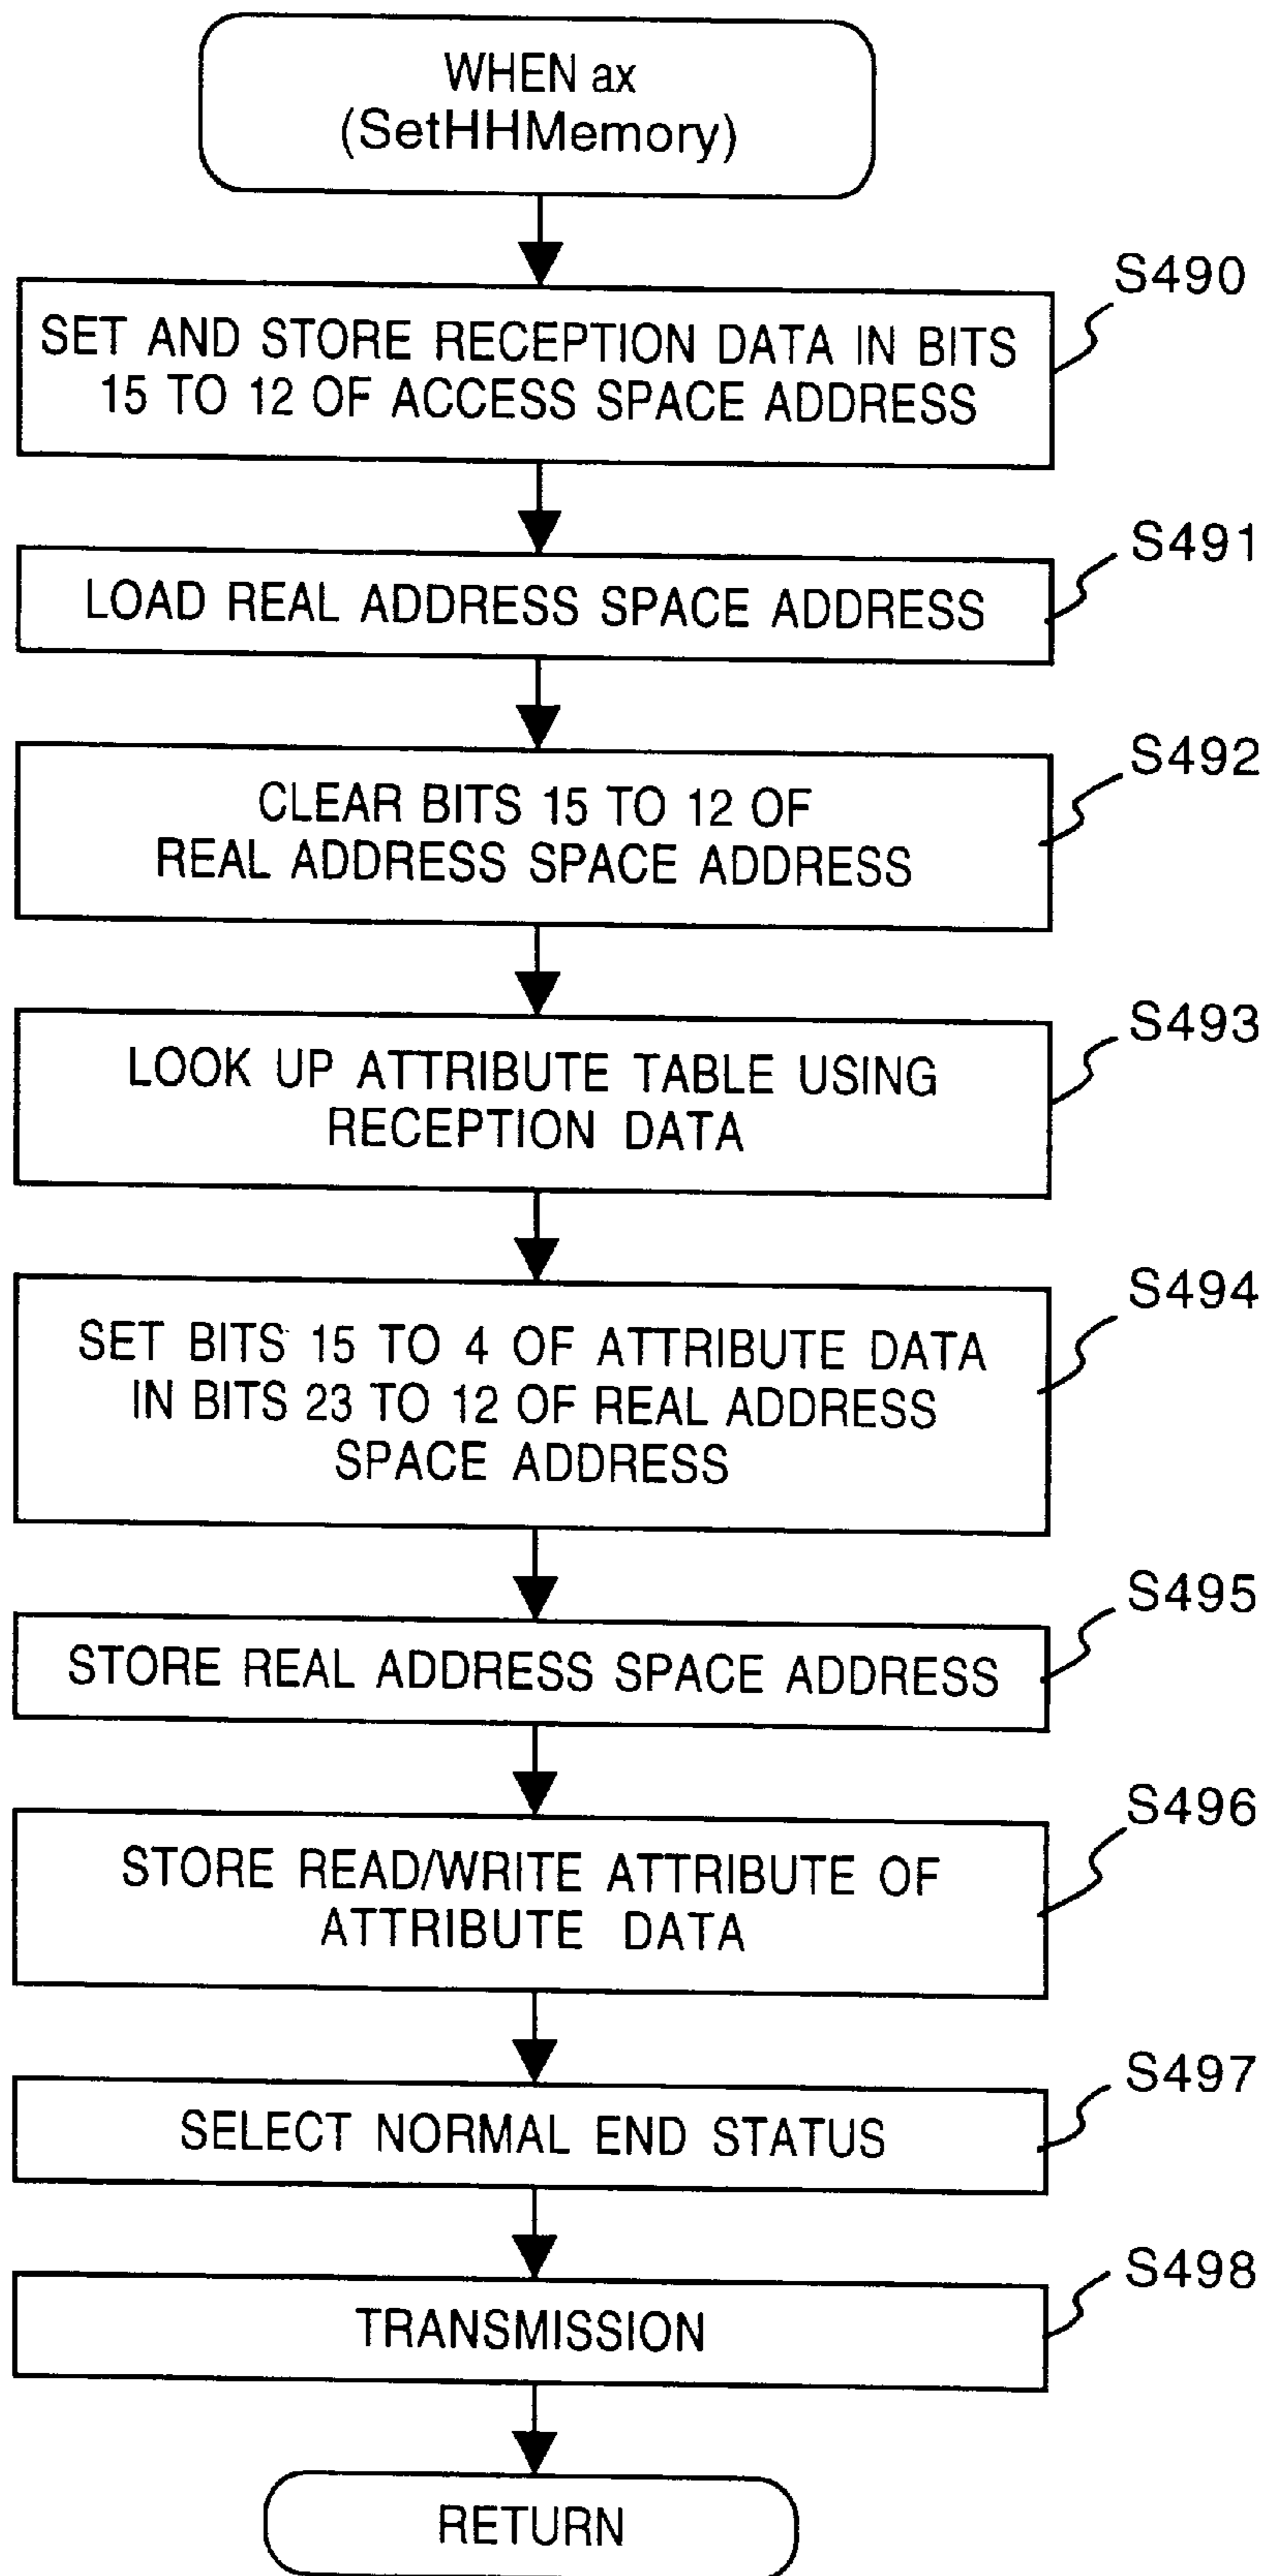 WHEN ax
(SetHHMemory)
S490
SET AND STORE RECEPTION DATA IN BITS
15 TO 12 OF ACCESS SPACE ADDRESS
S491
LOAD REAL ADDRESS SPACE ADDRESS
S492
CLEAR BITS 15 TO 12 OF
REAL ADDRESS SPACE ADDRESS
S493
LOOK UP ATTRIBUTE TABLE USING
RECEPTION DATA
S494
SET BITS 15 TO 4 OF ATTRIBUTE DATA
IN BITS 23 TO 12 OF REAL ADDRESS
SPACE ADDRESS
S495
STORE REAL ADDRESS SPACE ADDRESS
S496
STORE READ/WRITE ATTRIBUTE OF
ATTRIBUTE DATA
S497
SELECT NORMAL END STATUS
S498
TRANSMISSION
RETURN